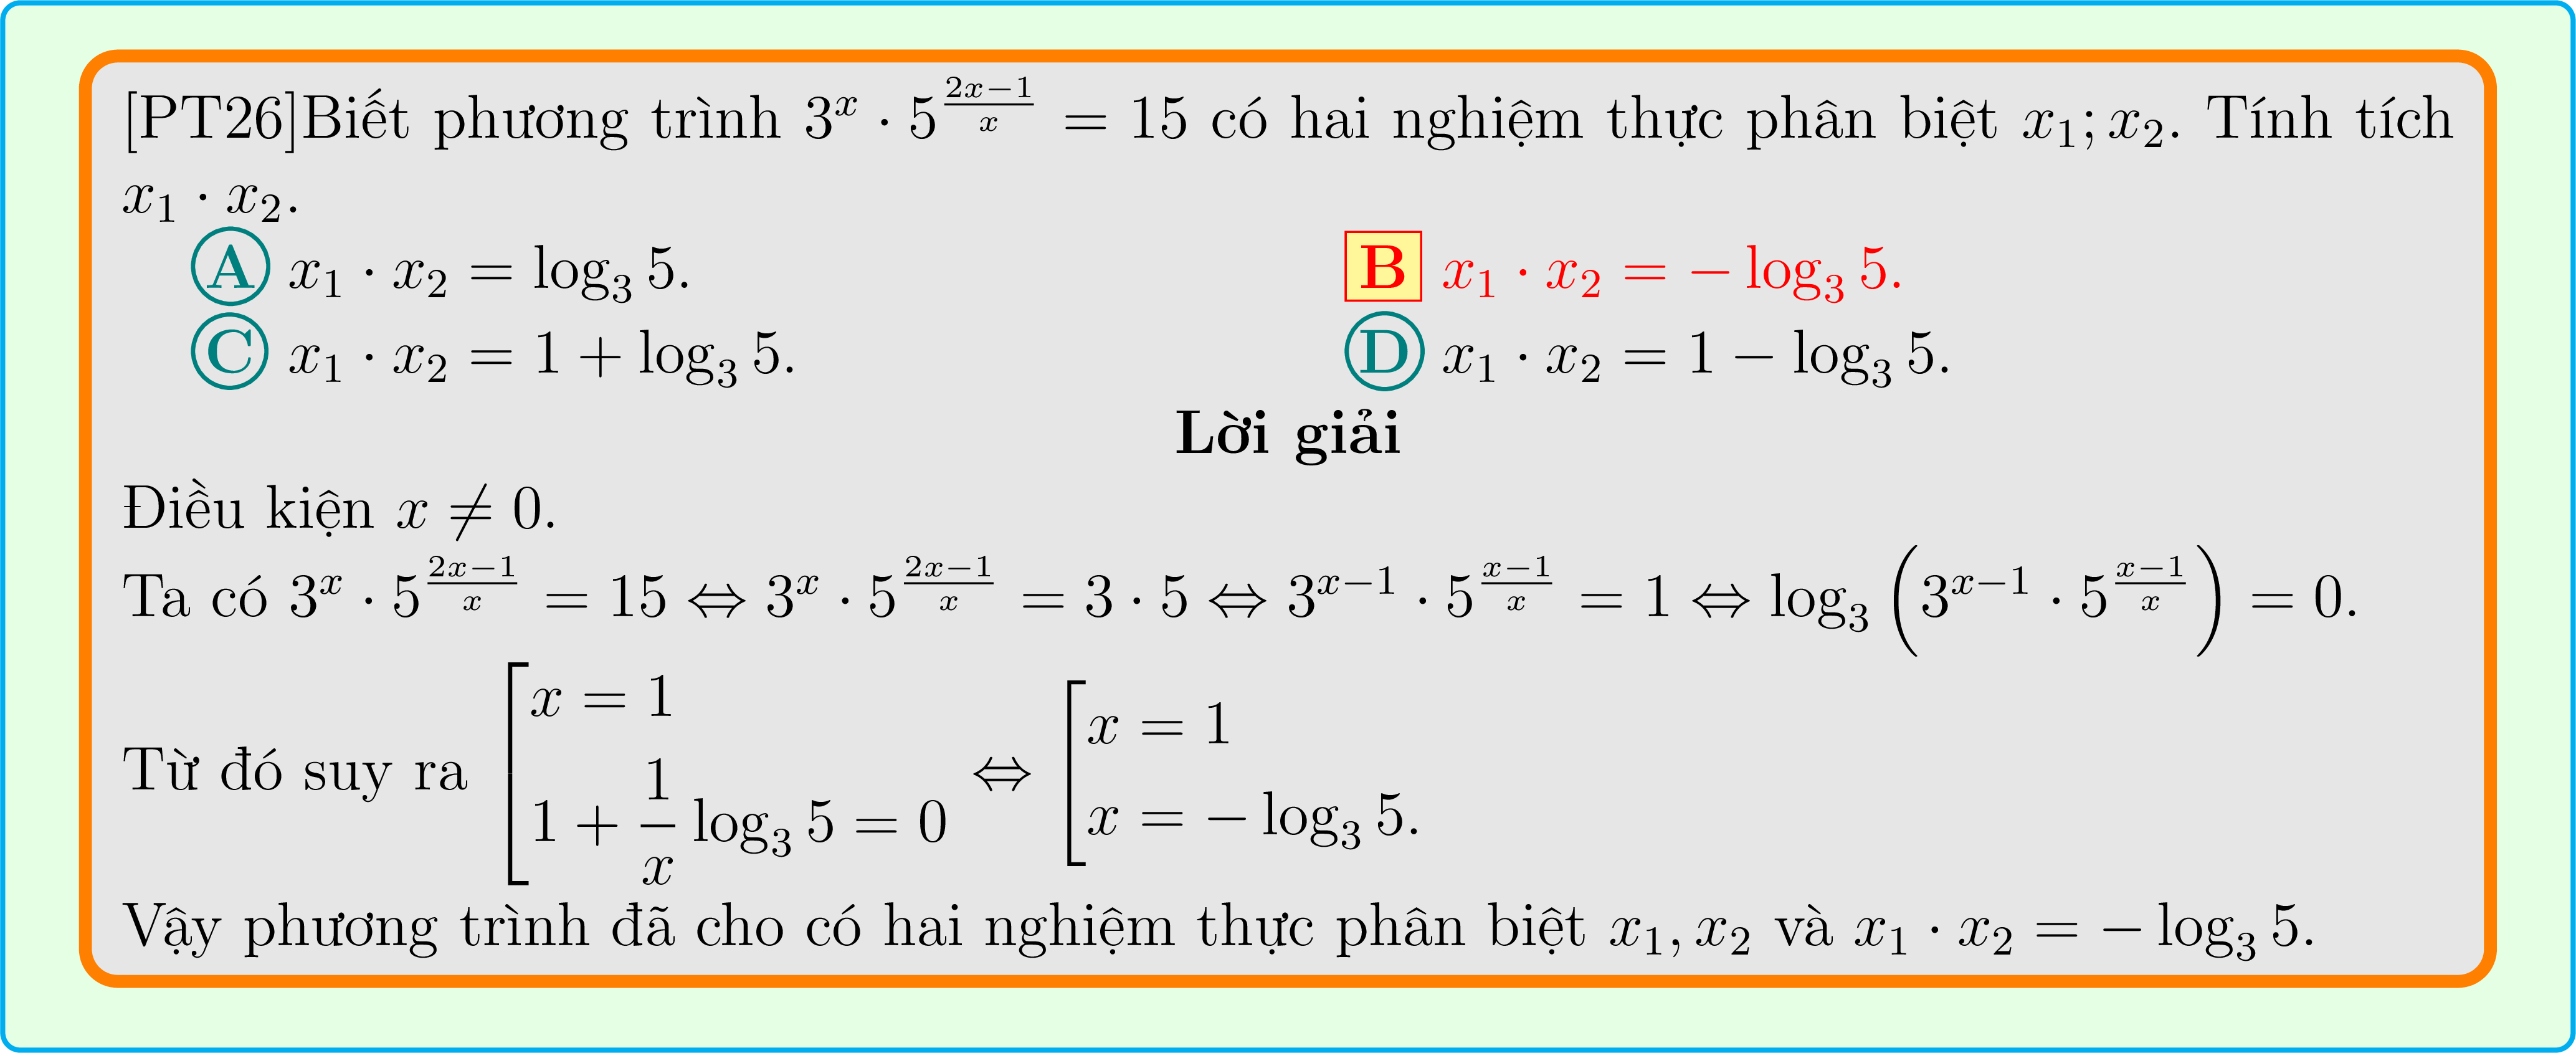 [PT26]Biết phương trình $3^x \cdot 5^{\frac{2x-1}{x}} = 15$ có hai nghiệm thực phân biệt $x_1; x_2$. Tính tích
$x_1 \cdot x_2$.
A $x_1 \cdot x_2 = \log_3 5$. B $x_1 \cdot x_2 = -\log_3 5$.
C $x_1 \cdot x_2 = 1 + \log_3 5$. D $x_1 \cdot x_2 = 1 - \log_3 5$.
Lời giải
Điều kiện $x \neq 0$.
Ta có $3^x \cdot 5^{\frac{2x-1}{x}} = 15 \Leftrightarrow 3^x \cdot 5^{\frac{2x-1}{x}} = 3 \cdot 5 \Leftrightarrow 3^{x-1} \cdot 5^{\frac{x-1}{x}} = 1 \Leftrightarrow \log_3 \left(3^{x-1} \cdot 5^{\frac{x-1}{x}}\right) = 0$.
Từ đó suy ra $\left[\begin{array}{l} x = 1 \\ 1 + \dfrac{1}{x} \log_3 5 = 0 \end{array}\right. \Leftrightarrow \left[\begin{array}{l} x = 1 \\ x = -\log_3 5. \end{array}\right.$
Vậy phương trình đã cho có hai nghiệm thực phân biệt $x_1, x_2$ và $x_1 \cdot x_2 = -\log_3 5$.